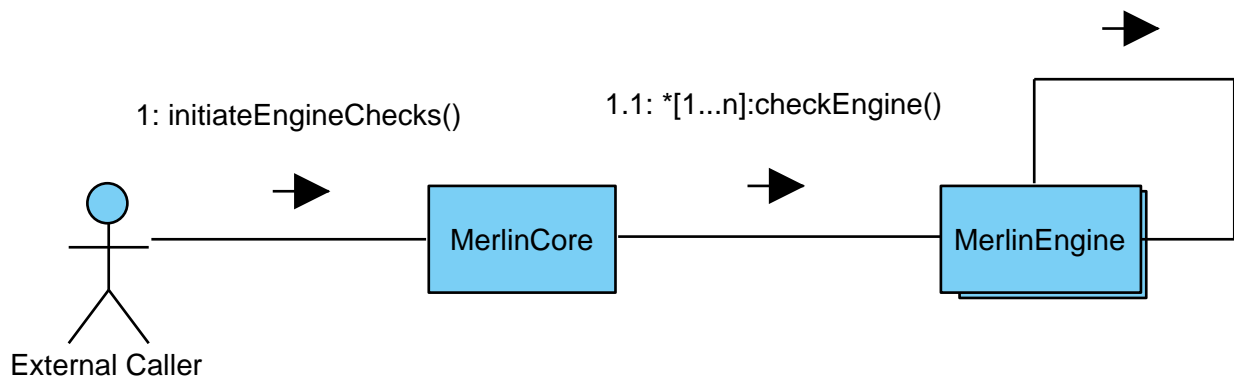 1: initiateEngineChecks()
1.1: *[1...n]:checkEngine()
MerlinCore
MerlinEngine
External Caller